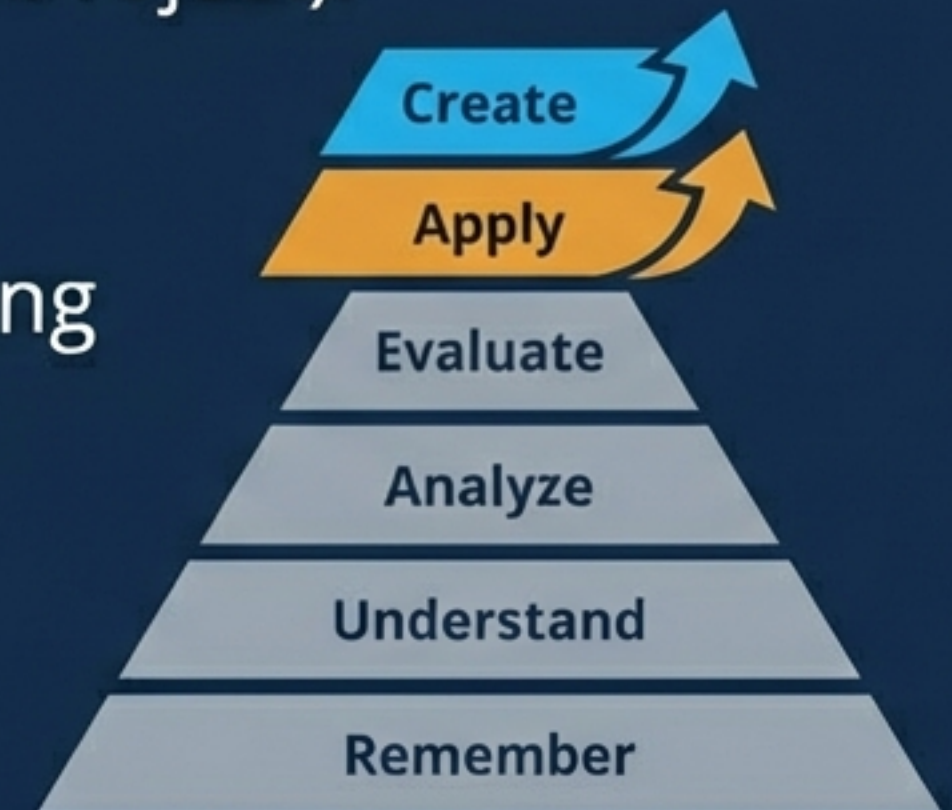 Create
Apply
ng
Evaluate
Analyze
Understand
Remember